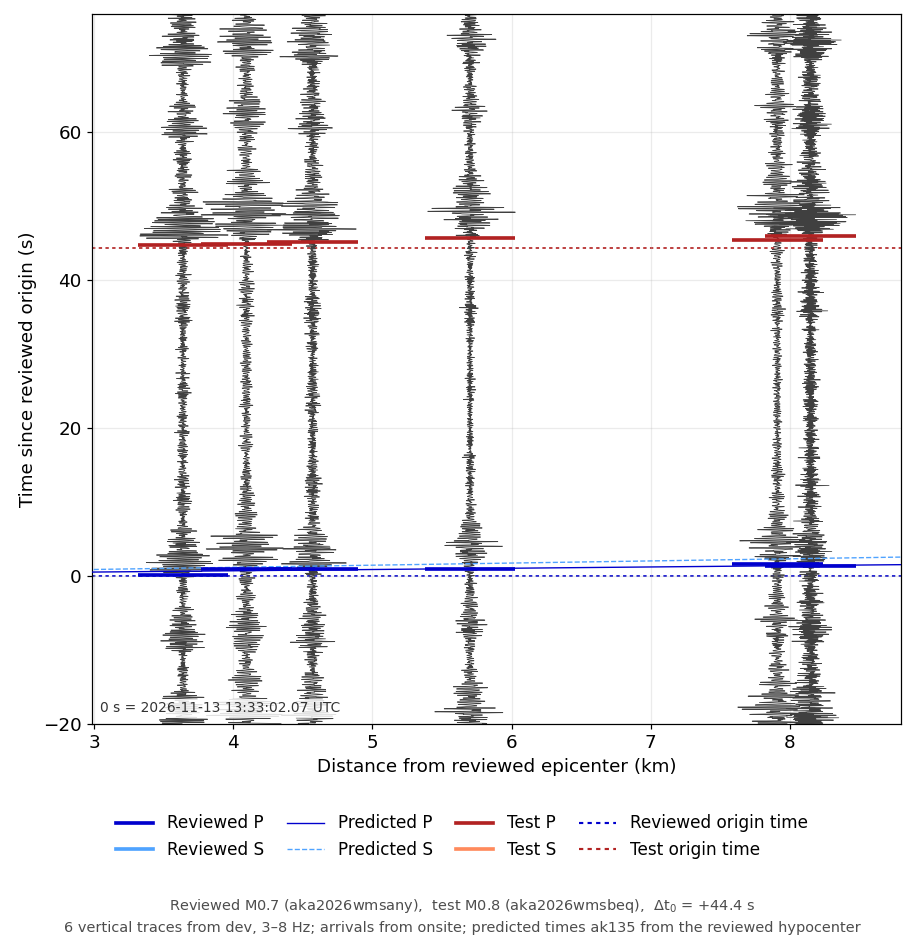 60
40
20
0
−20
Time since reviewed origin (s)
0 s = 2026-11-13 13:33:02.07 UTC
3 4 5 6 7 8
Distance from reviewed epicenter (km)
Reviewed P Predicted P Test P Reviewed origin time
Reviewed S Predicted S Test S Test origin time
Reviewed M0.7 (aka2026wmsany), test M0.8 (aka2026wmsbeq), Δt₀ = +44.4 s
6 vertical traces from dev, 3–8 Hz; arrivals from onsite; predicted times ak135 from the reviewed hypocenter